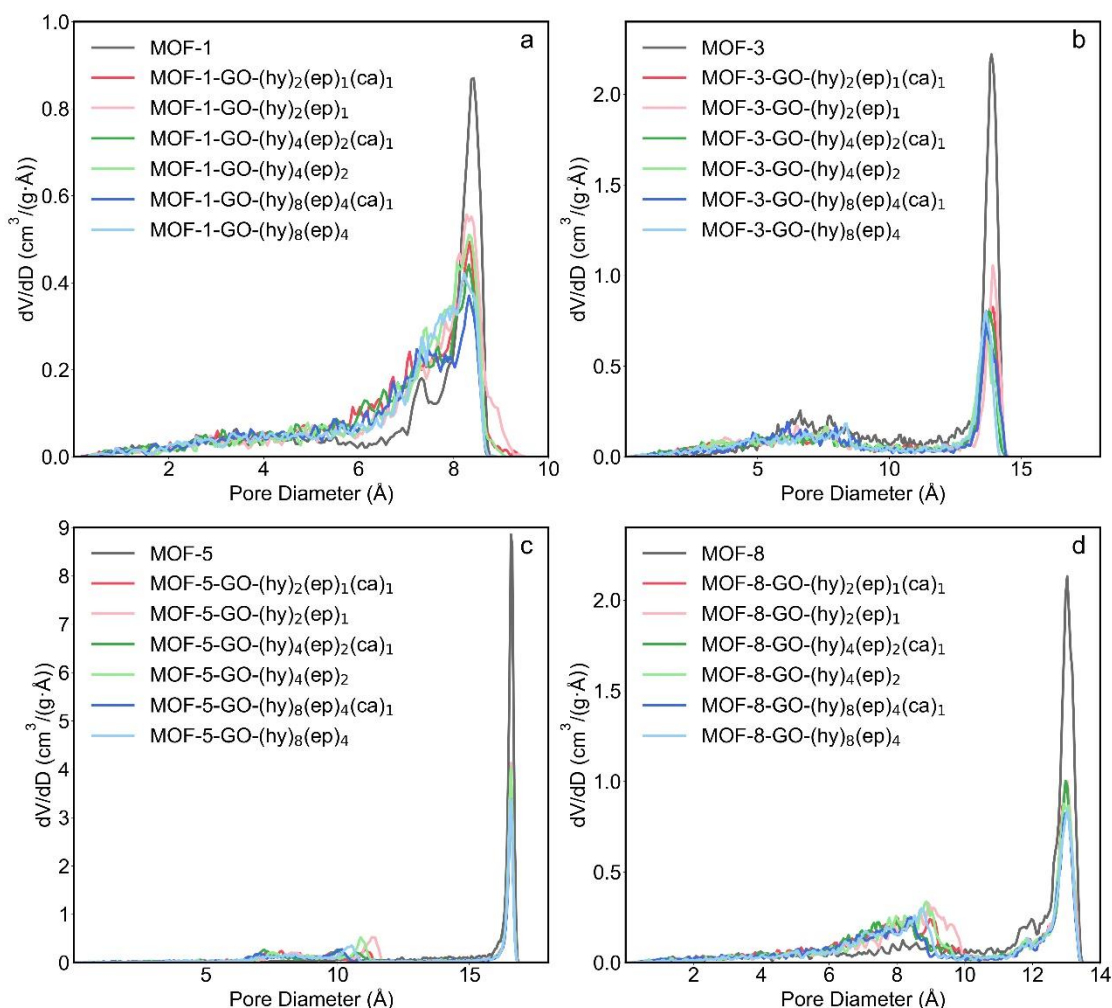 a
1.0
0.8
0.6
0.4
0.2
0.0
dV/dD (cm³/(g·Å))
MOF-1
MOF-1-GO-(hy)₂(ep)₁(ca)₁
MOF-1-GO-(hy)₂(ep)₁
MOF-1-GO-(hy)₄(ep)₂(ca)₁
MOF-1-GO-(hy)₄(ep)₂
MOF-1-GO-(hy)₈(ep)₄(ca)₁
MOF-1-GO-(hy)₈(ep)₄
2 4 6 8 10
Pore Diameter (Å)
b
2.0
1.5
1.0
0.5
0.0
dV/dD (cm³/(g·Å))
MOF-3
MOF-3-GO-(hy)₂(ep)₁(ca)₁
MOF-3-GO-(hy)₂(ep)₁
MOF-3-GO-(hy)₄(ep)₂(ca)₁
MOF-3-GO-(hy)₄(ep)₂
MOF-3-GO-(hy)₈(ep)₄(ca)₁
MOF-3-GO-(hy)₈(ep)₄
5 10 15
Pore Diameter (Å)
c
9
8
7
6
5
4
3
2
1
0
dV/dD (cm³/(g·Å))
MOF-5
MOF-5-GO-(hy)₂(ep)₁(ca)₁
MOF-5-GO-(hy)₂(ep)₁
MOF-5-GO-(hy)₄(ep)₂(ca)₁
MOF-5-GO-(hy)₄(ep)₂
MOF-5-GO-(hy)₈(ep)₄(ca)₁
MOF-5-GO-(hy)₈(ep)₄
5 10 15
Pore Diameter (Å)
d
2.0
1.5
1.0
0.5
0.0
dV/dD (cm³/(g·Å))
MOF-8
MOF-8-GO-(hy)₂(ep)₁(ca)₁
MOF-8-GO-(hy)₂(ep)₁
MOF-8-GO-(hy)₄(ep)₂(ca)₁
MOF-8-GO-(hy)₄(ep)₂
MOF-8-GO-(hy)₈(ep)₄(ca)₁
MOF-8-GO-(hy)₈(ep)₄
2 4 6 8 10 12 14
Pore Diameter (Å)